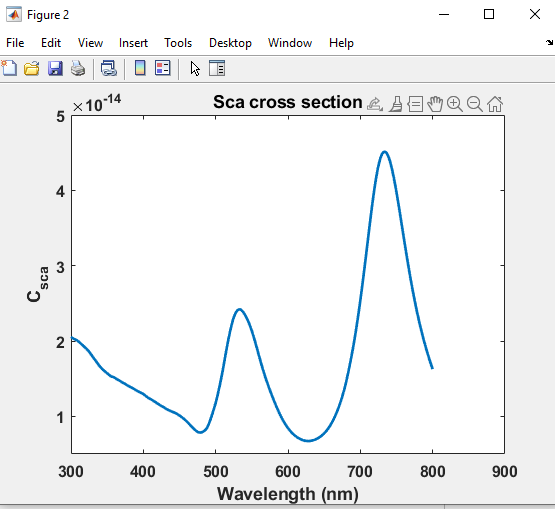 Figure 2
File Edit View Insert Tools Desktop Window Help
×10⁻¹⁴
Sca cross section
5
4
3
2
1
C_sca
300 400 500 600 700 800 900
Wavelength (nm)